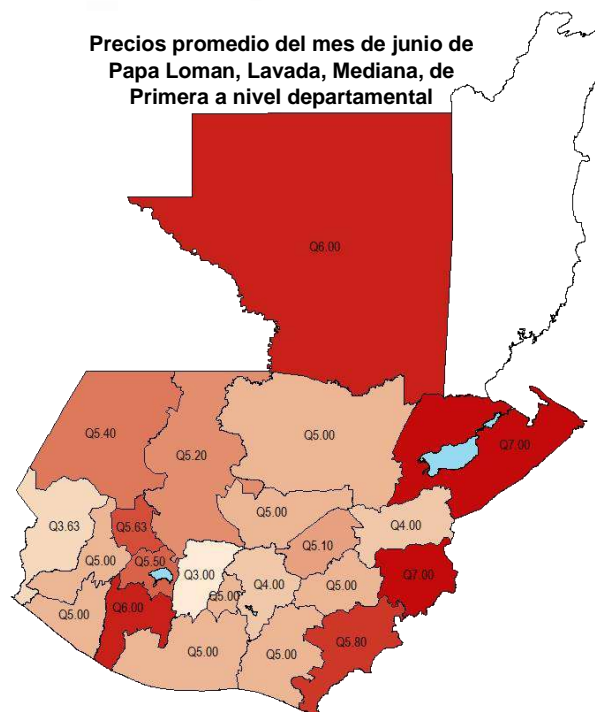 Precios promedio del mes de junio de
Papa Loman, Lavada, Mediana, de
Primera a nivel departamental
Q6.00
Q5.40
Q5.20
Q5.00
Q7.00
Q3.63
Q5.63
Q5.00
Q4.00
Q5.00
Q5.50
Q5.10
Q3.00
Q4.00
Q5.00
Q7.00
Q5.00
Q5.00
Q6.00
Q5.80
Q5.00
Q5.00